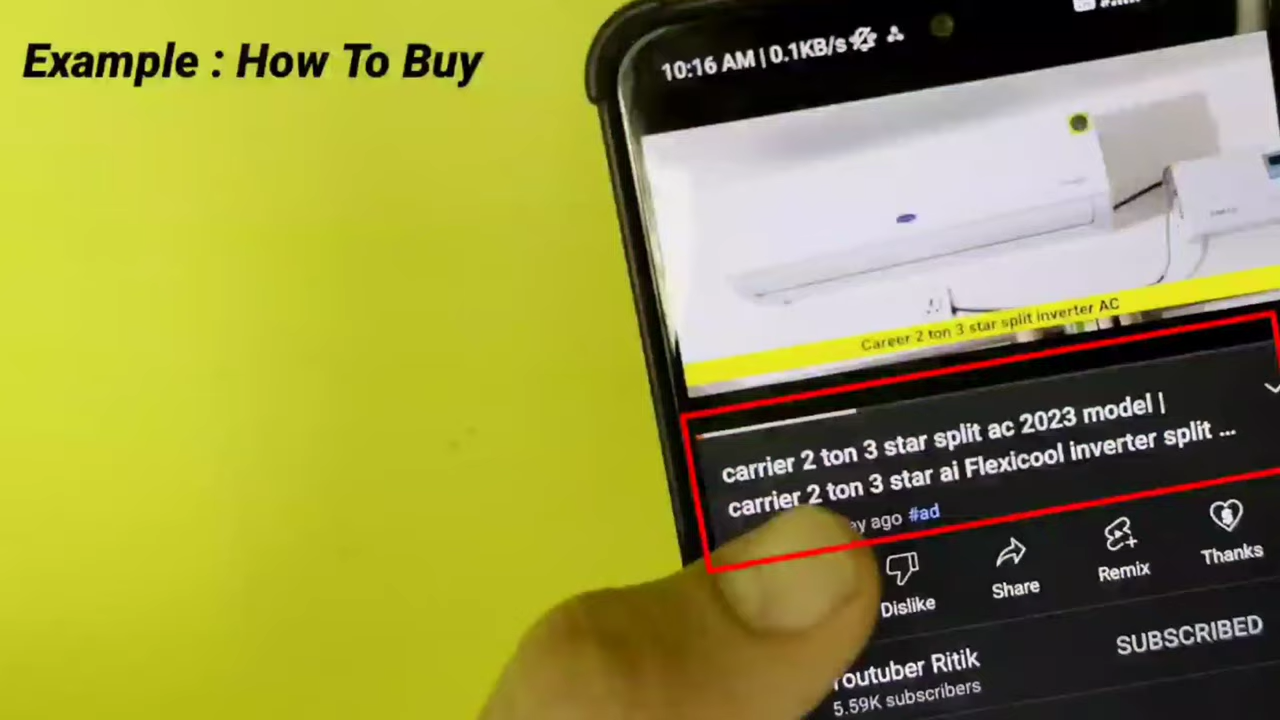 Example : How To Buy
10:16 AM | 0.1KB/s
Career 2 ton 3 star split inverter AC
carrier 2 ton 3 star split ac 2023 model |
carrier 2 ton 3 star ai Flexicool inverter split ...
ago #ad
Dislike
Share
Remix
Thanks
Youtuber Ritik
SUBSCRIBED
5.59K subscribers